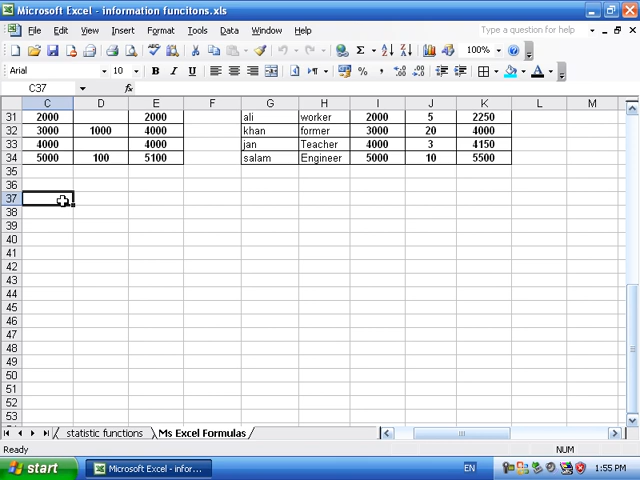 Microsoft Excel - information funcitons.xls
File Edit View Insert Format Tools Data Window Help Type a question for help
100%
Arial 10 B I U
C37 fx
C D E F G H I J K L M
31 2000 2000 ali worker 2000 5 2250
32 3000 1000 4000 khan former 3000 20 4000
33 4000 4000 jan Teacher 4000 3 4150
34 5000 100 5100 salam Engineer 5000 10 5500
35
36
37
38
39
40
41
42
43
44
45
46
47
48
49
50
51
52
53
statistic functions Ms Excel Formulas
Ready NUM
start Microsoft Excel - infor... EN 1:55 PM